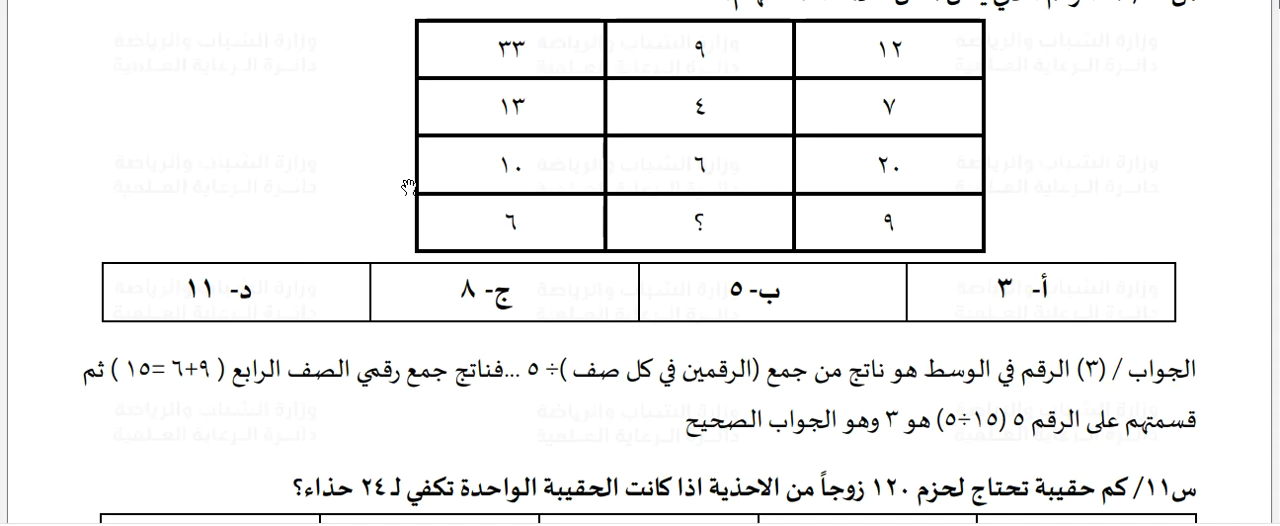 ١٢ ٩ ٣٣
٧ ٤ ١٣
٢٠ ٦ ١٠
٩ ؟ ٦
أ- ٣ ب- ٥ ج- ٨ د- ١١
الجواب / (٣) الرقم في الوسط هو ناتج من جمع (الرقمين في كل صف )÷ ٥ ...فناتج جمع رقمي الصف الرابع ( ٩+٦ =١٥ ) ثم
قسمتهم على الرقم ٥ (١٥÷٥) هو ٣ وهو الجواب الصحيح
س١١/ كم حقيبة تحتاج لحزم ١٢٠ زوجاً من الاحذية اذا كانت الحقيبة الواحدة تكفي لـ ٢٤ حذاء؟
وزارة الشباب والرياضة
دائرة الرعاية العلمية